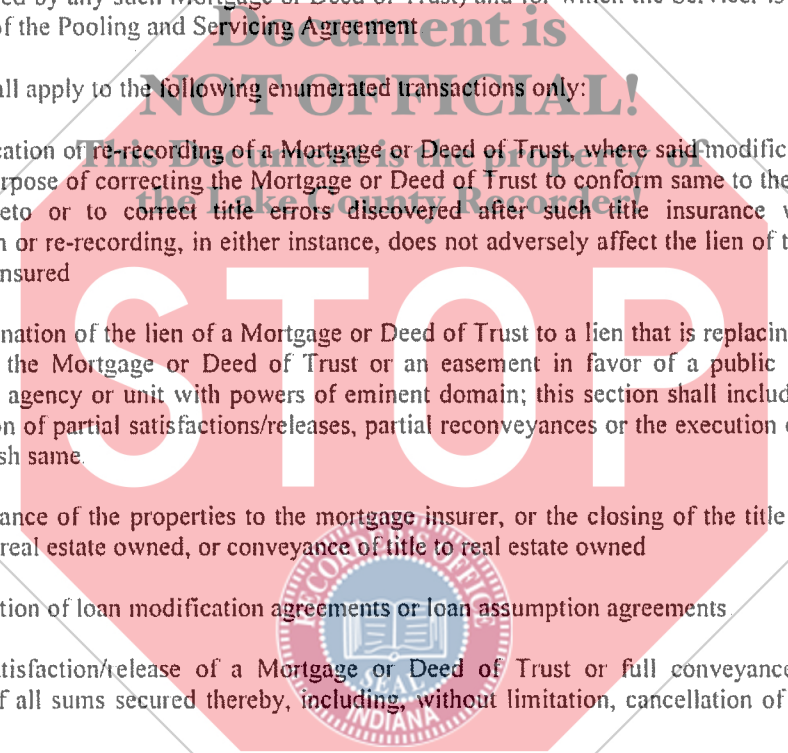 ed by any such Mortgage or Deed of Trust) and for which the Servicer is
of the Pooling and Servicing Agreement
Document is
all apply to the following enumerated transactions only:
NOT OFFICIAL!
cation or re-recording of a Mortgage or Deed of Trust, where said modific
This Document is the property of
rpose of correcting the Mortgage or Deed of Trust to conform same to the
the Lake County Recorder!
eto or to correct title errors discovered after such title insurance w
n or re-recording, in either instance, does not adversely affect the lien of t
nsured
STOP
nation of the lien of a Mortgage or Deed of Trust to a lien that is replacin
the Mortgage or Deed of Trust or an easement in favor of a public
agency or unit with powers of eminent domain; this section shall includ
on of partial satisfactions/releases, partial reconveyances or the execution o
sh same.
ance of the properties to the mortgage insurer, or the closing of the title
real estate owned, or conveyance of title to real estate owned
RECORDER'S OFFICE
tion of loan modification agreements or loan assumption agreements
atisfaction/release of a Mortgage or Deed of Trust or full conveyance
SEAL
f all sums secured thereby, including, without limitation, cancellation of
INDIANA